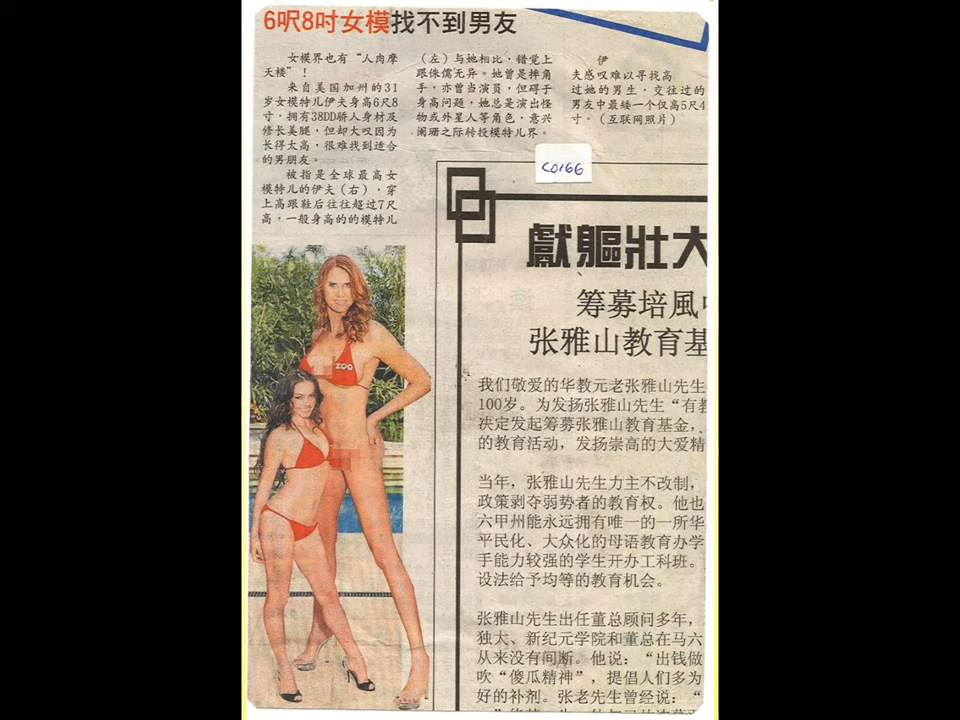 6呎8吋女模找不到男友
女模界也有“人肉摩
天楼”！
来自美国加州的31
岁女模特儿伊夫身高6尺8
寸，拥有38DD骄人身材及
修长美腿，但却大叹因为
长得太高，很难找到适合
的男朋友。
被指是全球最高女
模特儿的伊夫（右），穿
上高跟鞋后往往超过7尺
高，一般身高的的模特儿
（左）与她相比，错觉上
跟侏儒无异。她曾是摔角
手，亦曾当演员，但碍于
身高问题，她总是演出怪
物或外星人等角色，意兴
阑珊之际转投模特儿界。
伊
夫感叹难以寻找高
过她的男生，交往过的
男友中最矮一个仅高5尺4
寸。（互联网照片）
C0166
獻軀壯大
筹募培風
张雅山教育基
我们敬爱的华教元老张雅山先生
100岁。为发扬张雅山先生“有教
决定发起筹募张雅山教育基金，
的教育活动，发扬崇高的大爱精
当年，张雅山先生力主不改制，
政策剥夺弱势者的教育权。他也
六甲州能永远拥有唯一的一所华
平民化、大众化的母语教育办学
手能力较强的学生开办工科班。
设法给予均等的教育机会。
张雅山先生出任董总顾问多年，
独大、新纪元学院和董总在马六
从来没有间断。他说：“出钱做
吹“傻瓜精神”，提倡人们多为
好的补剂。张老先生曾经说：“
ZOO